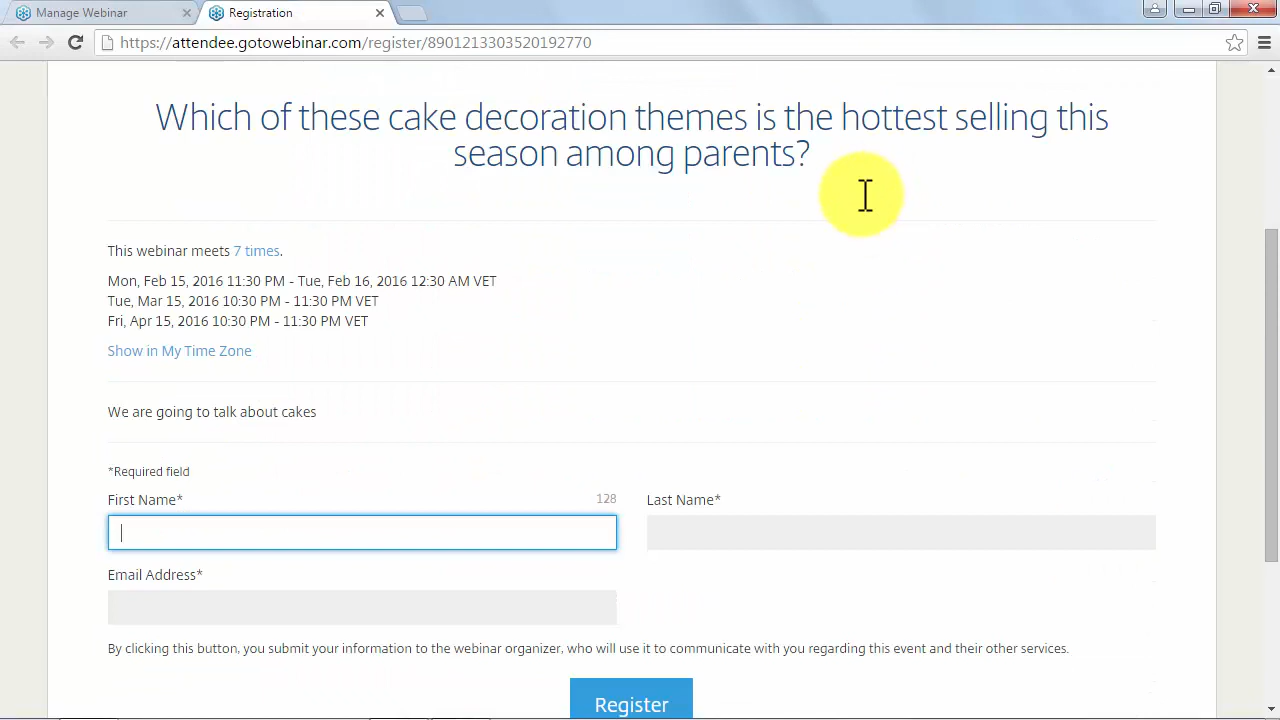 Manage Webinar
Registration
https://attendee.gotowebinar.com/register/8901213303520192770
Which of these cake decoration themes is the hottest selling this
season among parents?
This webinar meets 7 times.
Mon, Feb 15, 2016 11:30 PM - Tue, Feb 16, 2016 12:30 AM VET
Tue, Mar 15, 2016 10:30 PM - 11:30 PM VET
Fri, Apr 15, 2016 10:30 PM - 11:30 PM VET
Show in My Time Zone
We are going to talk about cakes
*Required field
First Name* 128 Last Name*
Email Address*
By clicking this button, you submit your information to the webinar organizer, who will use it to communicate with you regarding this event and their other services.
Register